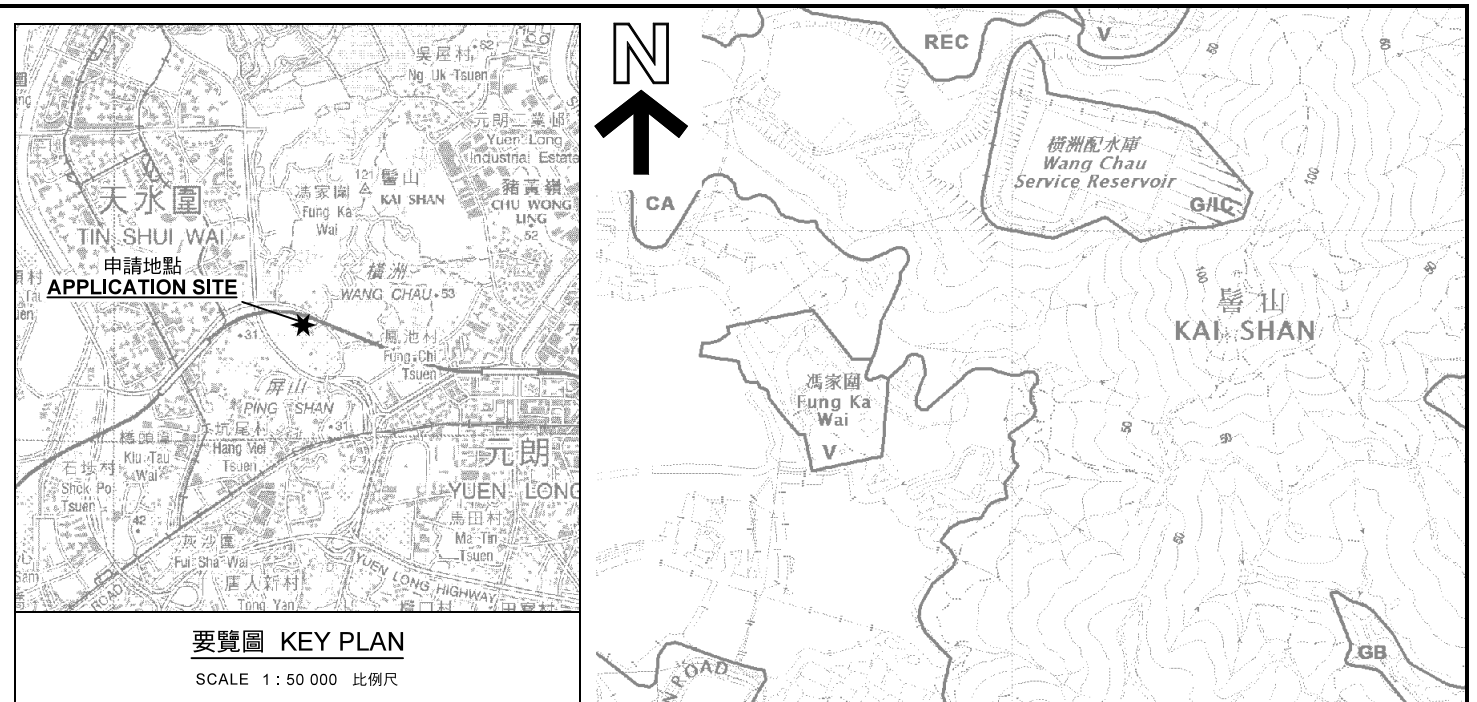 吳屋村
Ng Uk Tsuen
62
元朗工業邨
Yuen Long
Industrial Estate
天水圍
TIN SHUI WAI
121
髻山
KAI SHAN
馮家圍
Fung Ka
Wai
豬黃嶺
CHU WONG
LING
52
申請地點
APPLICATION SITE
橫洲
WANG CHAU
53
31
鳳池村
Fung Chi
Tsuen
屏山
PING SHAN
31
坑尾村
Hang Mei
Tsuen
橋頭圍
Kiu Tau
Wai
石埗村
Shek Po
Tsuen
元朗
YUEN LONG
42
馬田村
Ma Tin
Tsuen
灰沙圍
Fui Sha Wai
唐人新村
Tong Yan
YUEN LONG HIGHWAY
ROAD
要覽圖 KEY PLAN
SCALE 1 : 50 000 比例尺
N
REC
V
50
60
橫洲配水庫
Wang Chau
Service Reservoir
G/IC
100
CA
100
50
髻山
KAI SHAN
馮家圍
Fung Ka
Wai
V
50
50
50
GB
N ROAD